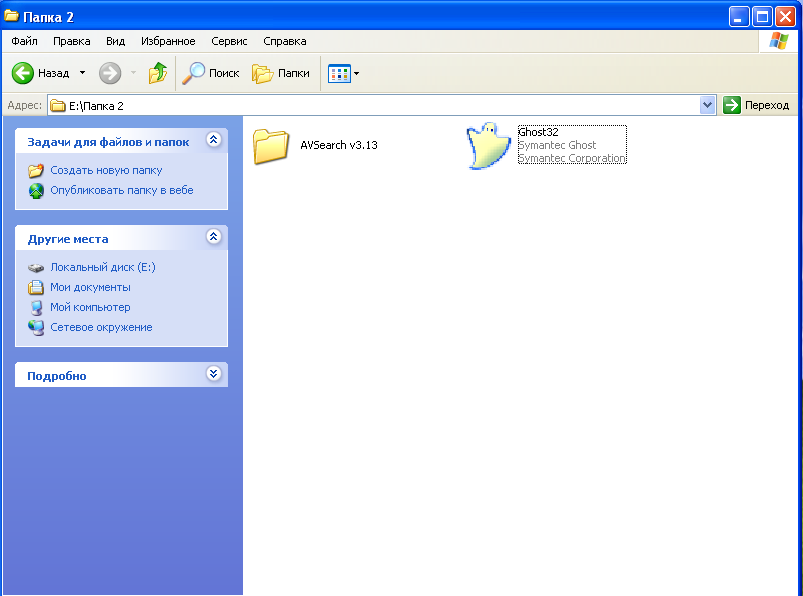 Папка 2
Файл Правка Вид Избранное Сервис Справка
Назад Поиск Папки
Адрес: E:\Папка 2 Переход
Задачи для файлов и папок
Создать новую папку
Опубликовать папку в вебе
Другие места
Локальный диск (E:)
Мои документы
Мой компьютер
Сетевое окружение
Подробно
AVSearch v3.13
Ghost32
Symantec Ghost
Symantec Corporation